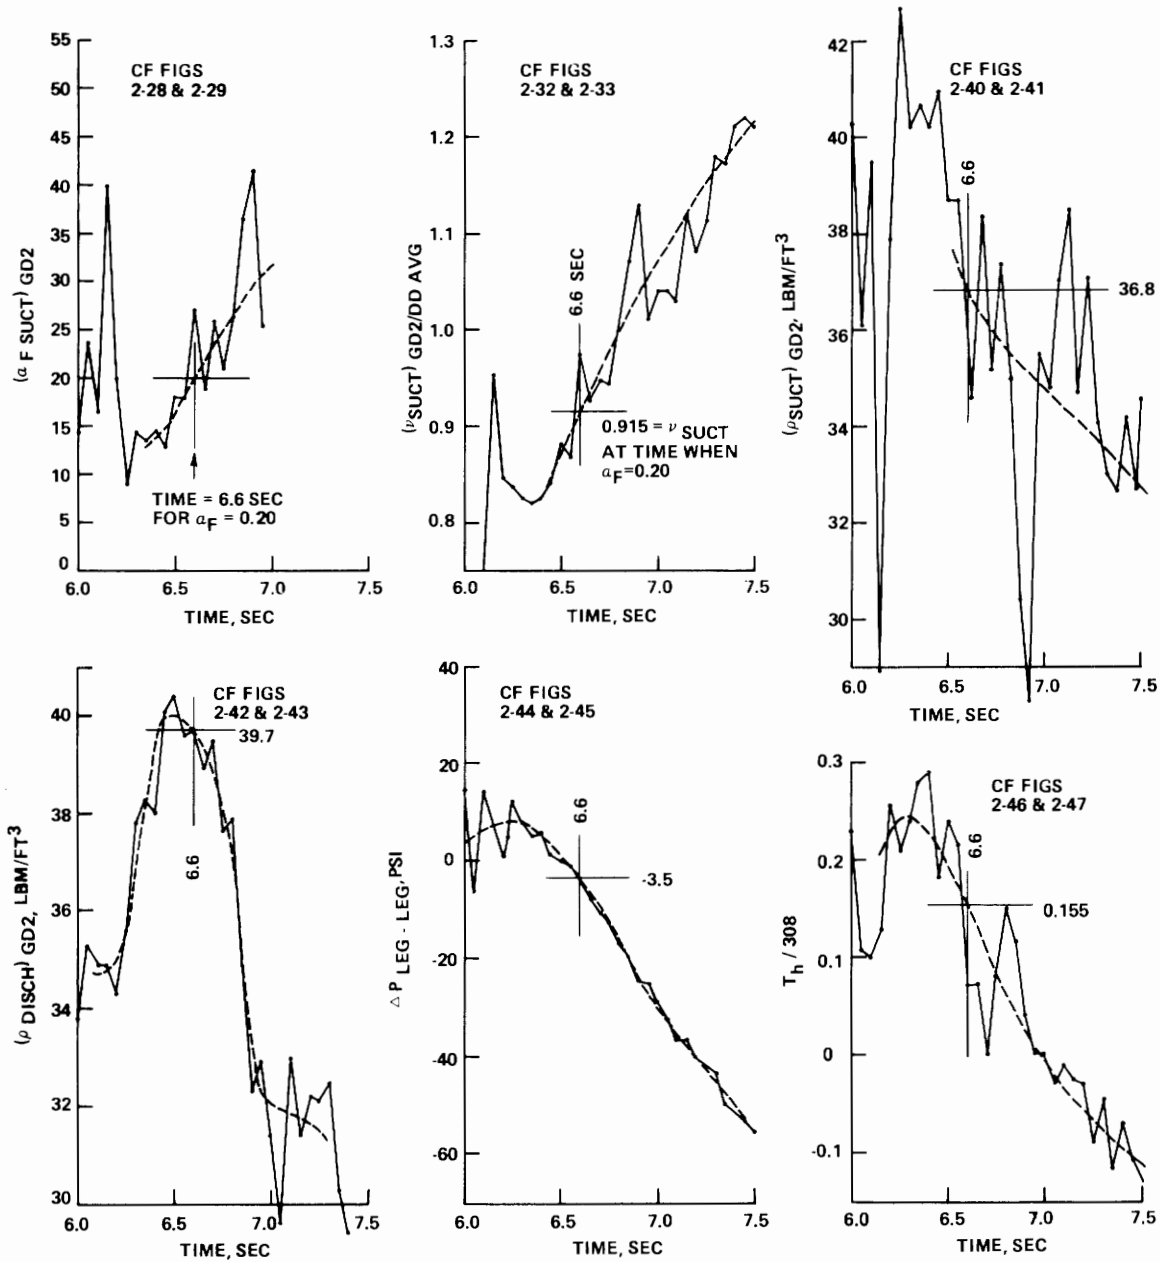 55
50
45
40
35
30
25
20
15
10
5
0
(α F SUCT) GD2
CF FIGS
2-28 & 2-29
TIME = 6.6 SEC
FOR αF = 0.20
6.0 6.5 7.0 7.5
TIME, SEC
1.3
1.2
1.1
1.0
0.9
0.8
(νSUCT) GD2/DD AVG
CF FIGS
2-32 & 2-33
6.6 SEC
0.915 = ν SUCT
AT TIME WHEN
αF=0.20
6.0 6.5 7.0 7.5
TIME, SEC
42
40
38
36
34
32
30
(ρSUCT) GD2, LBM/FT3
CF FIGS
2-40 & 2-41
6.6
36.8
6.0 6.5 7.0 7.5
TIME, SEC
40
38
36
34
32
30
(ρ DISCH) GD2, LBM/FT3
CF FIGS
2-42 & 2-43
39.7
6.6
6.0 6.5 7.0 7.5
TIME, SEC
40
20
0
-20
-40
-60
Δ P LEG - LEG, PSI
CF FIGS
2-44 & 2-45
6.6
-3.5
6.0 6.5 7.0 7.5
TIME, SEC
0.3
0.2
0.1
0
-0.1
Th / 308
CF FIGS
2-46 & 2-47
6.6
0.155
6.0 6.5 7.0 7.5
TIME, SEC